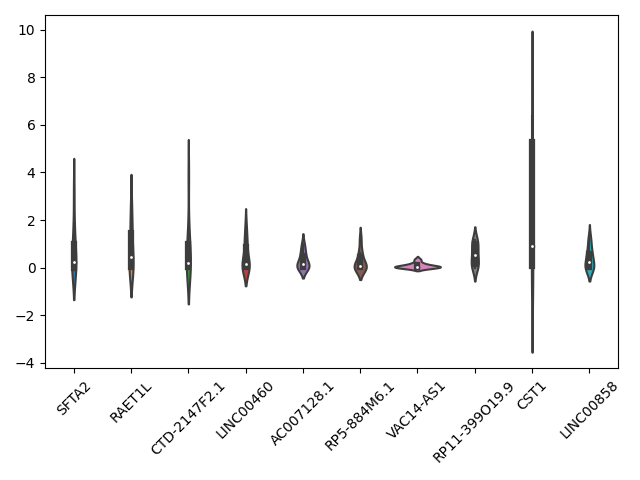 10
8
6
4
2
0
−2
−4
SFTA2
RAET1L
CTD-2147F2.1
LINC00460
AC007128.1
RP5-884M6.1
VAC14-AS1
RP11-399O19.9
CST1
LINC00858